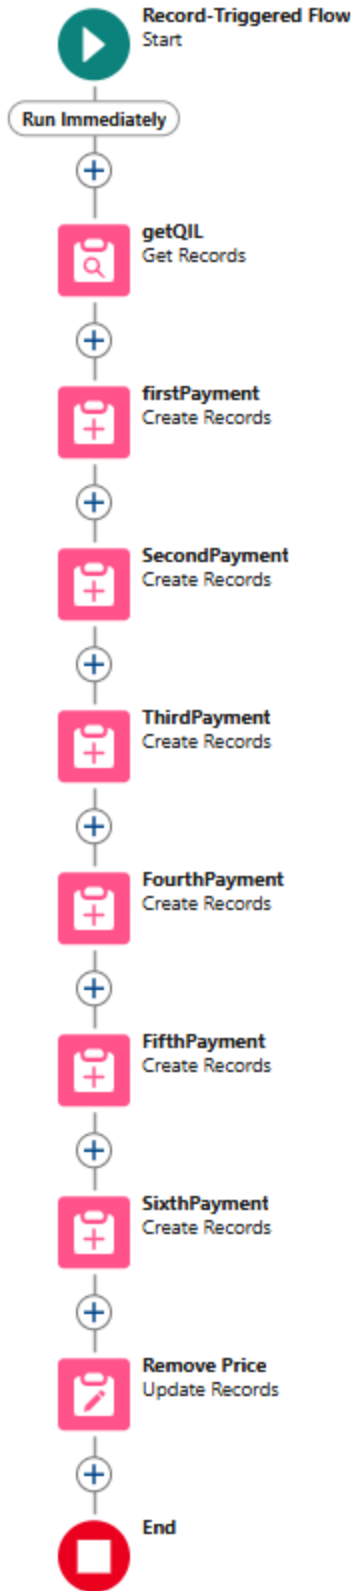 Record-Triggered Flow
Start
Run Immediately
getQIL
Get Records
firstPayment
Create Records
SecondPayment
Create Records
ThirdPayment
Create Records
FourthPayment
Create Records
FifthPayment
Create Records
SixthPayment
Create Records
Remove Price
Update Records
End